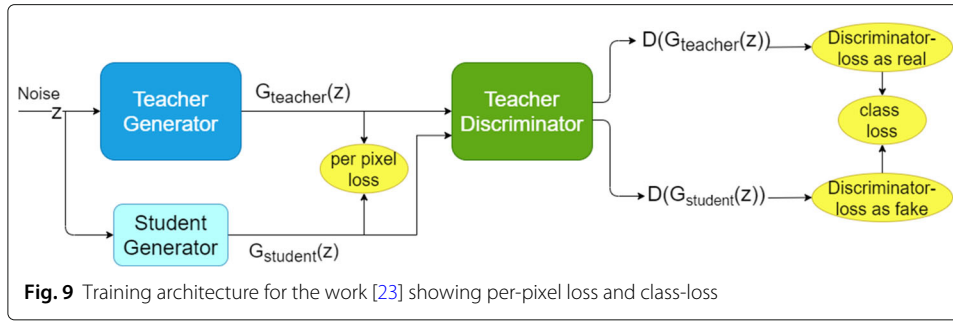 Noise
z
Teacher
Generator
G_teacher(z)
per pixel
loss
Student
Generator
G_student(z)
Teacher
Discriminator
D(G_teacher(z))
Discriminator-
loss as real
class
loss
D(G_student(z))
Discriminator-
loss as fake
Fig. 9 Training architecture for the work [23] showing per-pixel loss and class-loss